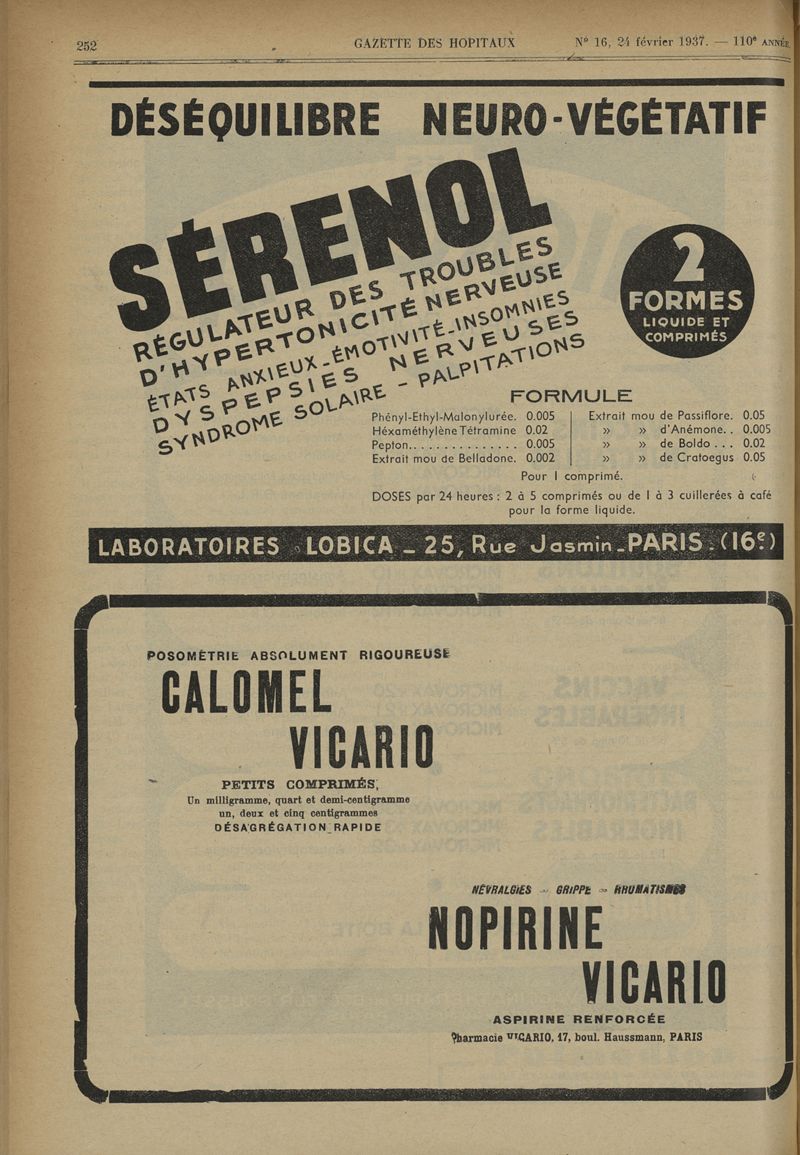 252
GAZETTE DES HOPITAUX
N° 16, 24 février 1937. — 110e ANNÉE
DÉSÉQUILIBRE NEURO-VÉGÉTATIF
SÉRENOL
RÉGULATEUR DES TROUBLES
D'HYPERTONICITÉ NERVEUSE
ÉTATS ANXIEUX_ÉMOTIVITÉ_INSOMNIES
DYSPEPSIES NERVEUSES
SYNDROME SOLAIRE - PALPITATIONS
2
FORMES
LIQUIDE ET
COMPRIMÉS
FORMULE
Phényl-Ethyl-Malonylurée. 0.005
Héxaméthylène Tétramine 0.02
Pepton............... 0.005
Extrait mou de Belladone. 0.002
Extrait mou de Passiflore. 0.05
» » d'Anémone.. 0.005
» » de Boldo ... 0.02
» » de Cratoegus 0.05
Pour 1 comprimé.
DOSES par 24 heures : 2 à 5 comprimés ou de 1 à 3 cuillerées à café
pour la forme liquide.
LABORATOIRES LOBICA _ 25, Rue Jasmin_PARIS.(16e)
POSOMÉTRIE ABSOLUMENT RIGOUREUSE
CALOMEL
VICARIO
PETITS COMPRIMÉS,
Un milligramme, quart et demi-centigramme
un, deux et cinq centigrammes
DÉSAGRÉGATION RAPIDE
NÉVRALGIES - GRIPPE - RHUMATISMES
NOPIRINE
VICARIO
ASPIRINE RENFORCÉE
Pharmacie VICARIO, 17, boul. Haussmann, PARIS